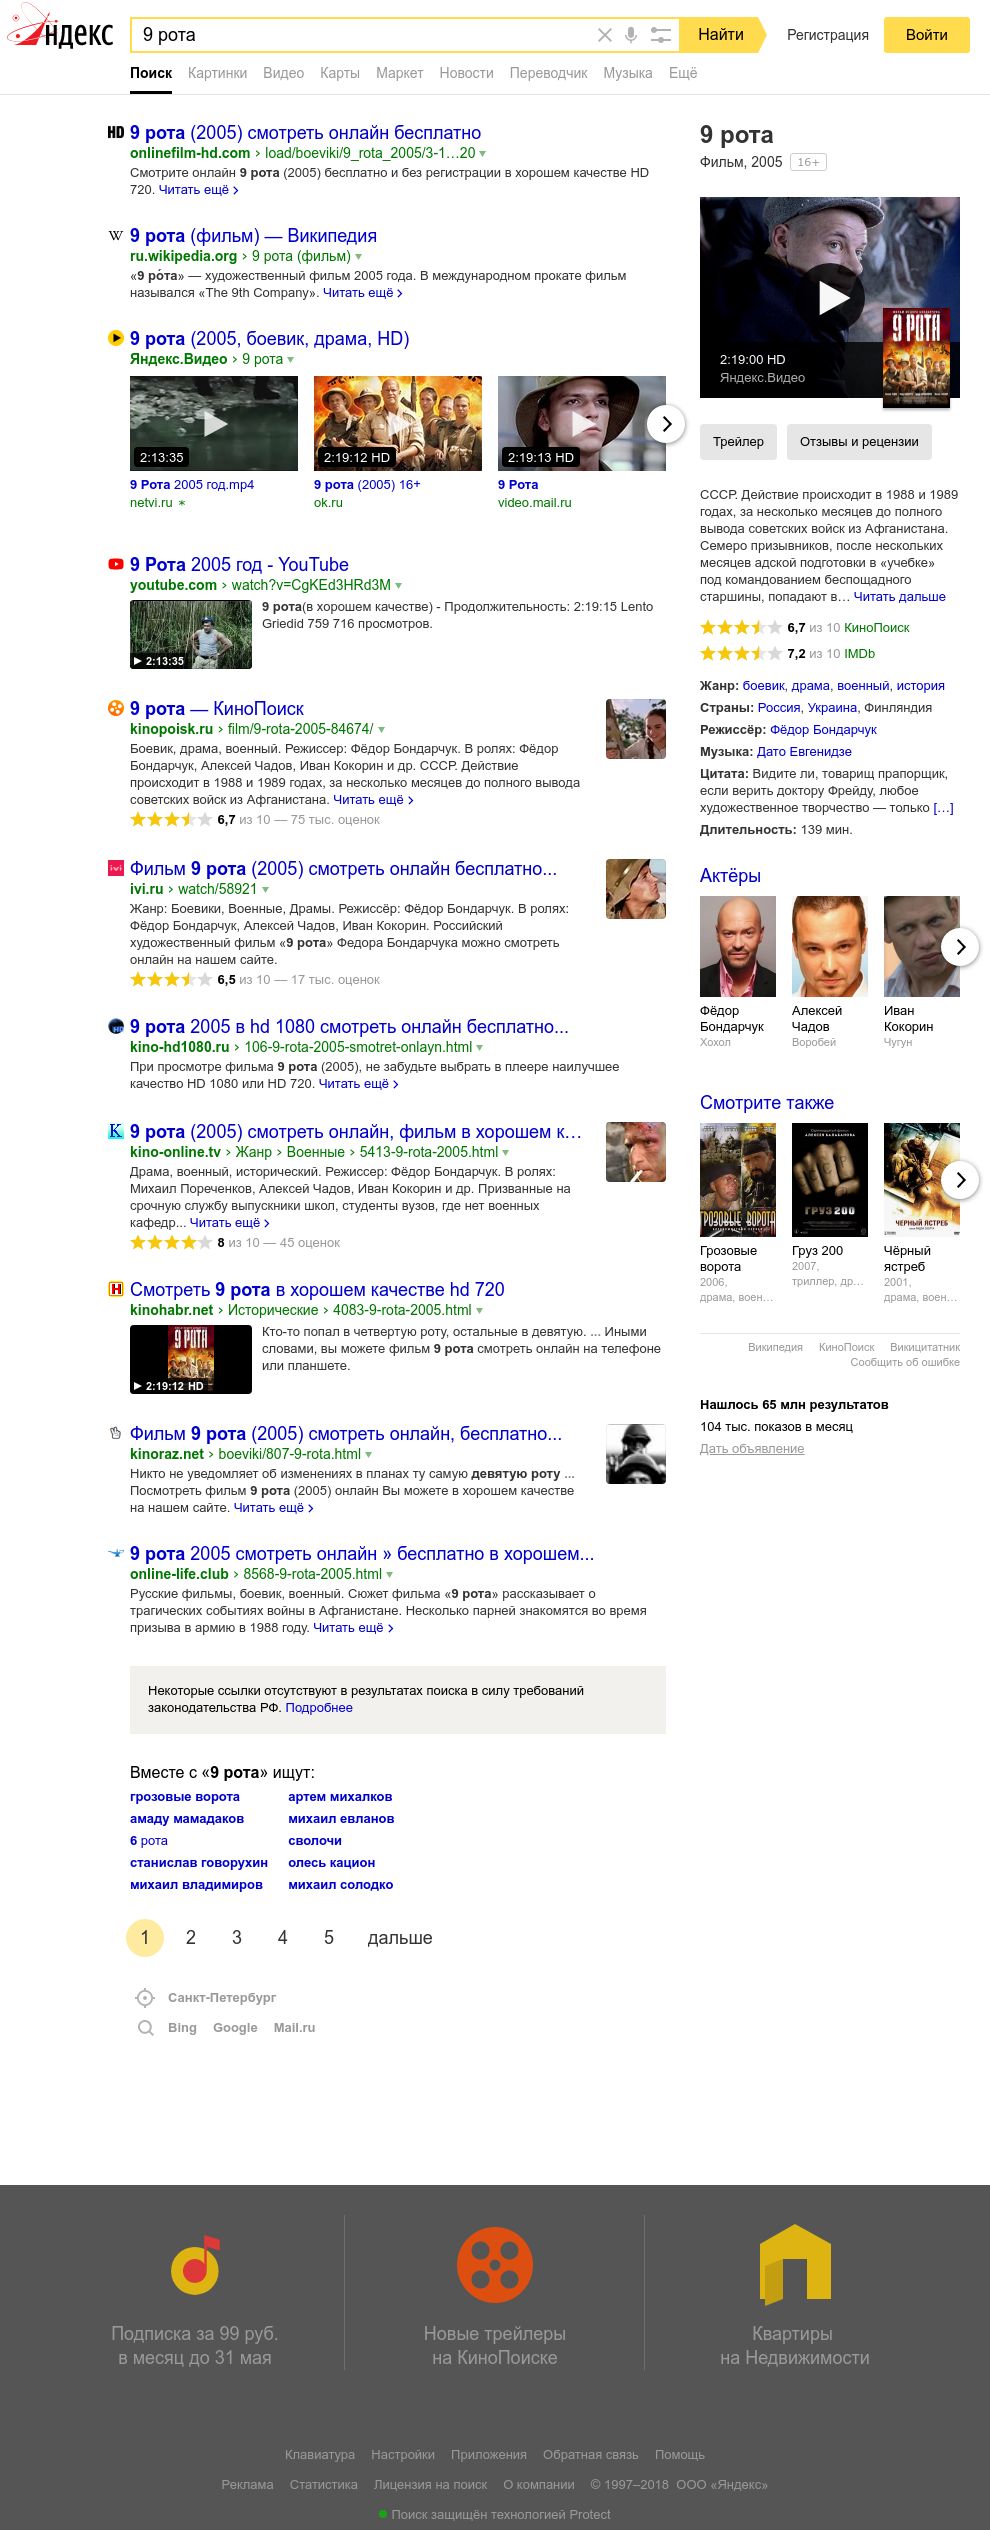 Яндекс
9 рота
Найти
Регистрация
Войти
Поиск Картинки Видео Карты Маркет Новости Переводчик Музыка Ещё
HD
9 рота (2005) смотреть онлайн бесплатно
onlinefilm-hd.com › load/boeviki/9_rota_2005/3-1…20
Смотрите онлайн 9 рота (2005) бесплатно и без регистрации в хорошем качестве HD
720. Читать ещё ›
W
9 рота (фильм) — Википедия
ru.wikipedia.org › 9 рота (фильм)
«9 ро́та» — художественный фильм 2005 года. В международном прокате фильм
назывался «The 9th Company». Читать ещё ›
9 рота (2005, боевик, драма, HD)
Яндекс.Видео › 9 рота
2:13:35
2:19:12 HD
2:19:13 HD
9 Рота 2005 год.mp4
netvi.ru
9 рота (2005) 16+
ok.ru
9 Рота
video.mail.ru
9 Рота 2005 год - YouTube
youtube.com › watch?v=CgKEd3HRd3M
2:13:35
9 рота(в хорошем качестве) - Продолжительность: 2:19:15 Lento
Griedid 759 716 просмотров.
9 рота — КиноПоиск
kinopoisk.ru › film/9-rota-2005-84674/
Боевик, драма, военный. Режиссер: Фёдор Бондарчук. В ролях: Фёдор
Бондарчук, Алексей Чадов, Иван Кокорин и др. СССР. Действие
происходит в 1988 и 1989 годах, за несколько месяцев до полного вывода
советских войск из Афганистана. Читать ещё ›
6,7 из 10 — 75 тыс. оценок
ivi
Фильм 9 рота (2005) смотреть онлайн бесплатно...
ivi.ru › watch/58921
Жанр: Боевики, Военные, Драмы. Режиссёр: Фёдор Бондарчук. В ролях:
Фёдор Бондарчук, Алексей Чадов, Иван Кокорин. Российский
художественный фильм «9 рота» Федора Бондарчука можно смотреть
онлайн на нашем сайте.
6,5 из 10 — 17 тыс. оценок
HD
9 рота 2005 в hd 1080 смотреть онлайн бесплатно...
kino-hd1080.ru › 106-9-rota-2005-smotret-onlayn.html
При просмотре фильма 9 рота (2005), не забудьте выбрать в плеере наилучшее
качество HD 1080 или HD 720. Читать ещё ›
K
9 рота (2005) смотреть онлайн, фильм в хорошем к…
kino-online.tv › Жанр › Военные › 5413-9-rota-2005.html
Драма, военный, исторический. Режиссер: Фёдор Бондарчук. В ролях:
Михаил Пореченков, Алексей Чадов, Иван Кокорин и др. Призванные на
срочную службу выпускники школ, студенты вузов, где нет военных
кафедр... Читать ещё ›
8 из 10 — 45 оценок
H
Смотреть 9 рота в хорошем качестве hd 720
kinohabr.net › Исторические › 4083-9-rota-2005.html
9 РОТА
2:19:12 HD
Кто-то попал в четвертую роту, остальные в девятую. ... Иными
словами, вы можете фильм 9 рота смотреть онлайн на телефоне
или планшете.
Фильм 9 рота (2005) смотреть онлайн, бесплатно...
kinoraz.net › boeviki/807-9-rota.html
Никто не уведомляет об изменениях в планах ту самую девятую роту ...
Посмотреть фильм 9 рота (2005) онлайн Вы можете в хорошем качестве
на нашем сайте. Читать ещё ›
9 рота 2005 смотреть онлайн » бесплатно в хорошем...
online-life.club › 8568-9-rota-2005.html
Русские фильмы, боевик, военный. Сюжет фильма «9 рота» рассказывает о
трагических событиях войны в Афганистане. Несколько парней знакомятся во время
призыва в армию в 1988 году. Читать ещё ›
Некоторые ссылки отсутствуют в результатах поиска в силу требований
законодательства РФ. Подробнее
Вместе с «9 рота» ищут:
грозовые ворота
амаду мамадаков
6 рота
станислав говорухин
михаил владимиров
артем михалков
михаил евланов
сволочи
олесь кацион
михаил солодко
1 2 3 4 5 дальше
Санкт-Петербург
Bing Google Mail.ru
9 рота
Фильм, 2005 16+
2:19:00 HD
Яндекс.Видео
9 РОТА
Трейлер
Отзывы и рецензии
СССР. Действие происходит в 1988 и 1989
годах, за несколько месяцев до полного
вывода советских войск из Афганистана.
Семеро призывников, после нескольких
месяцев адской подготовки в «учебке»
под командованием беспощадного
старшины, попадают в… Читать дальше
6,7 из 10 КиноПоиск
7,2 из 10 IMDb
Жанр: боевик, драма, военный, история
Страны: Россия, Украина, Финляндия
Режиссёр: Фёдор Бондарчук
Музыка: Дато Евгенидзе
Цитата: Видите ли, товарищ прапорщик,
если верить доктору Фрейду, любое
художественное творчество — только […]
Длительность: 139 мин.
Актёры
Фёдор
Бондарчук
Хохол
Алексей
Чадов
Воробей
Иван
Кокорин
Чугун
Смотрите также
ГРОЗОВЫЕ ВОРОТА
АЛЕКСЕЯ БАЛАБАНОВА
СССР
ГРУЗ 200
ЧЕРНЫЙ ЯСТРЕБ
Грозовые
ворота
2006,
драма, воен…
Груз 200
2007,
триллер, др…
Чёрный
ястреб
2001,
драма, воен…
Википедия КиноПоиск Викицитатник
Сообщить об ошибке
Нашлось 65 млн результатов
104 тыс. показов в месяц
Дать объявление
Подписка за 99 руб.
в месяц до 31 мая
Новые трейлеры
на КиноПоиске
Квартиры
на Недвижимости
Клавиатура Настройки Приложения Обратная связь Помощь
Реклама Статистика Лицензия на поиск О компании © 1997–2018 ООО «Яндекс»
Поиск защищён технологией Protect